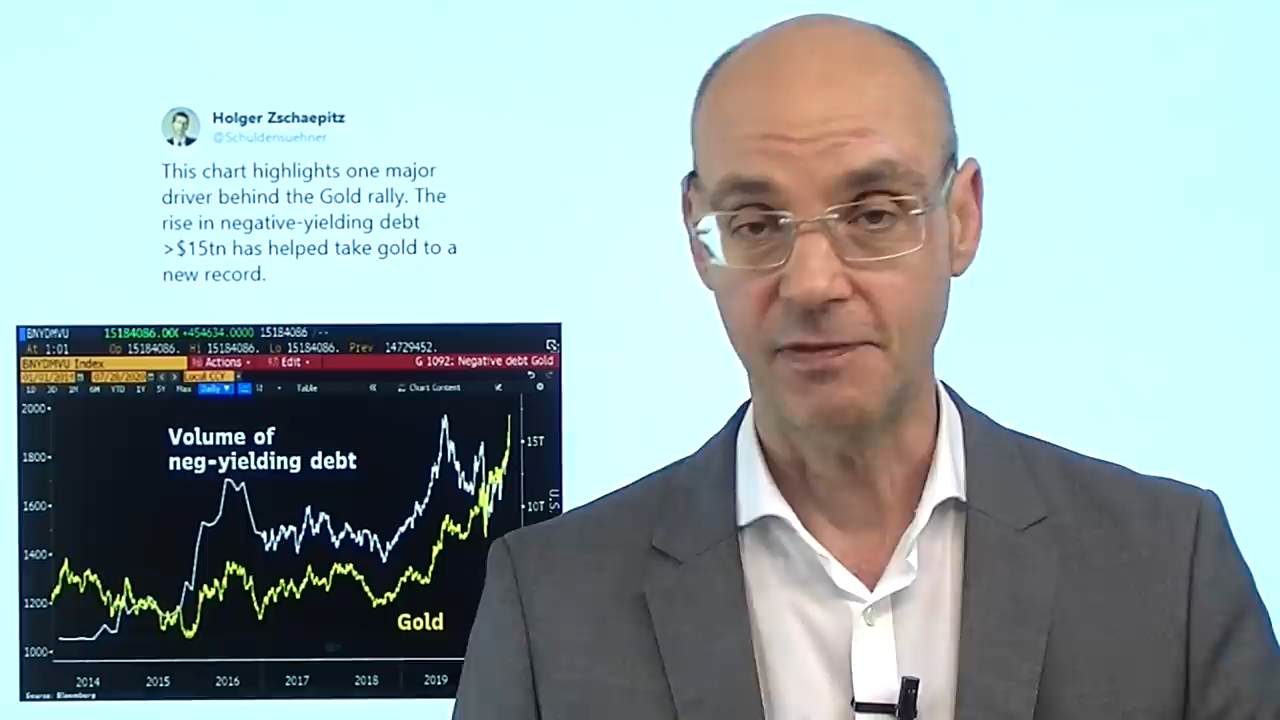 Holger Zschaepitz
@Schuldensuehner
This chart highlights one major
driver behind the Gold rally. The
rise in negative-yielding debt
>$15tn has helped take gold to a
new record.
BNYDMVU 15184086.00 +454634.0000 15184086 /--
At 1:01 Op 15184086. Hi 15184086. Lo 15184086. Prev 14729452.
BNYDMVU Index Actions Edit G 1092: Negative debt Gold
07/28/2020 Local CCY
1D 3D 1M 6M YTD 1Y 5Y Max Daily Table Chart Content
2000
1800
1600
1400
1200
1000
15T
10T
U.S.
Volume of
neg-yielding debt
Gold
2014 2015 2016 2017 2018 2019
Source: Bloomberg